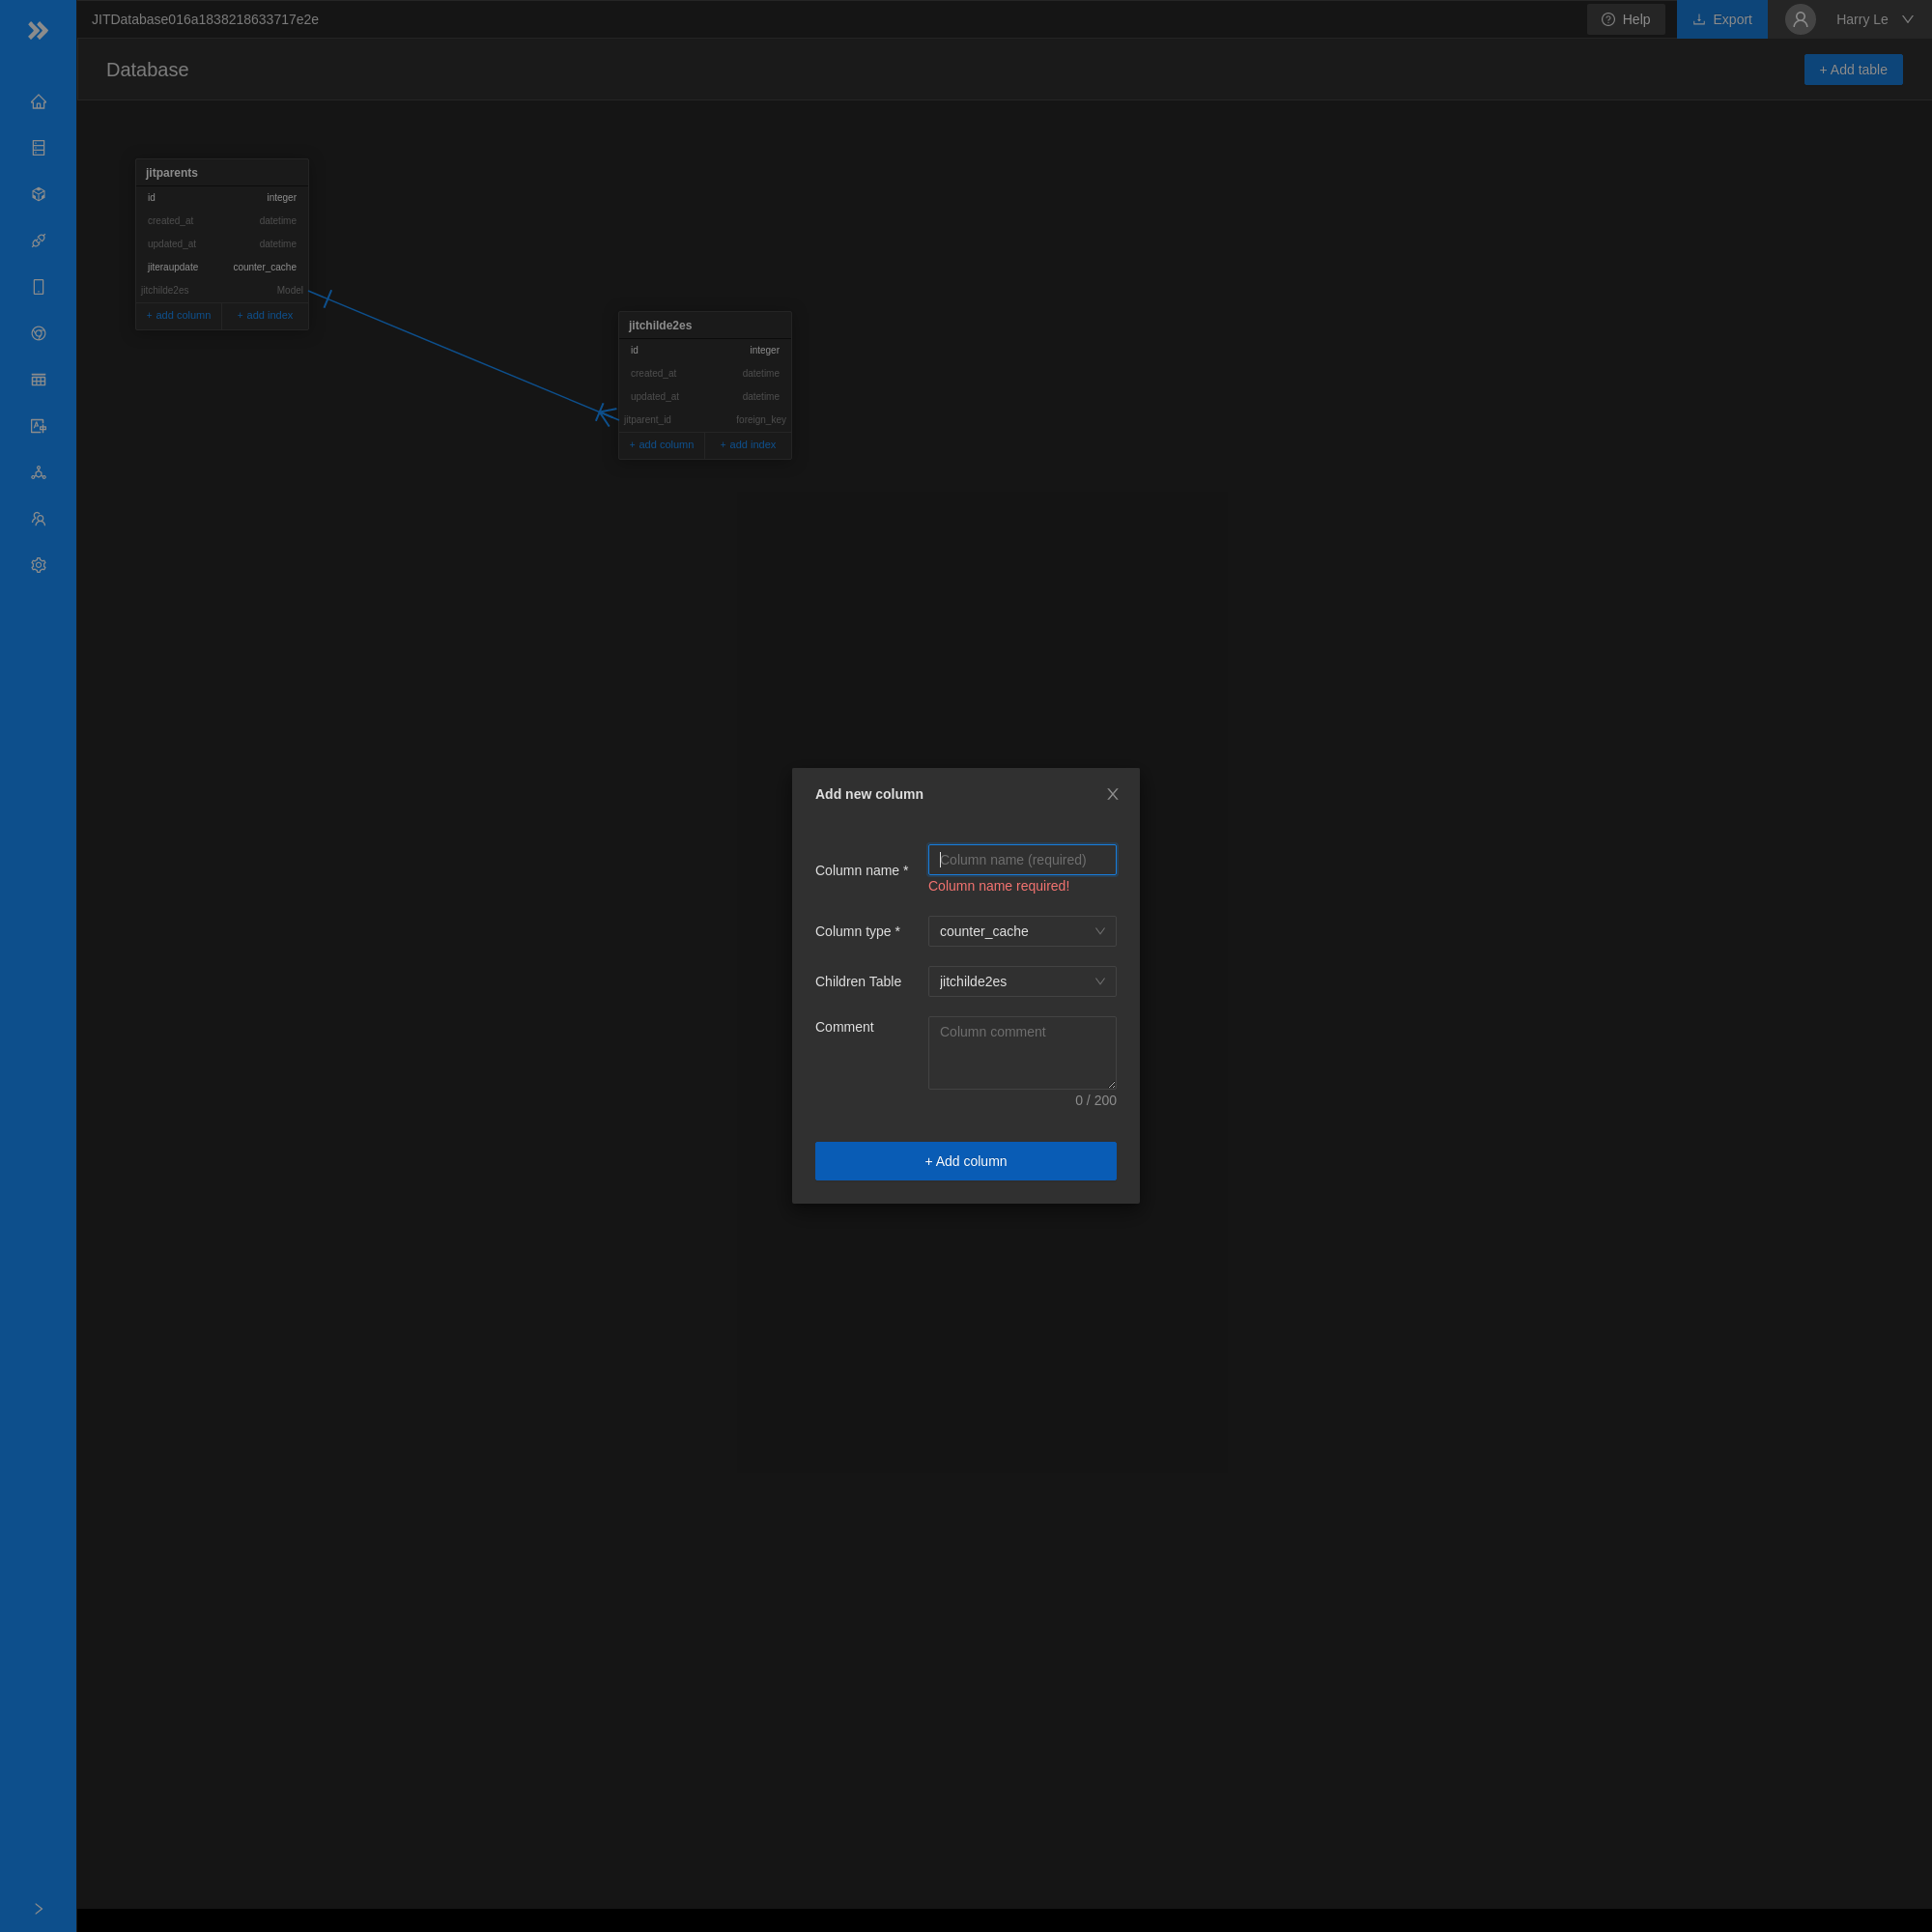 JITDatabase016a1838218633717e2e
Help
Export
Harry Le
Database
+ Add table
jitparents
id integer
created_at datetime
updated_at datetime
jiteraupdate counter_cache
jitchilde2es Model
+ add column + add index
jitchilde2es
id integer
created_at datetime
updated_at datetime
jitparent_id foreign_key
+ add column + add index
Add new column
Column name * Column name (required)
Column name required!
Column type * counter_cache
Children Table jitchilde2es
Comment Column comment
0 / 200
+ Add column